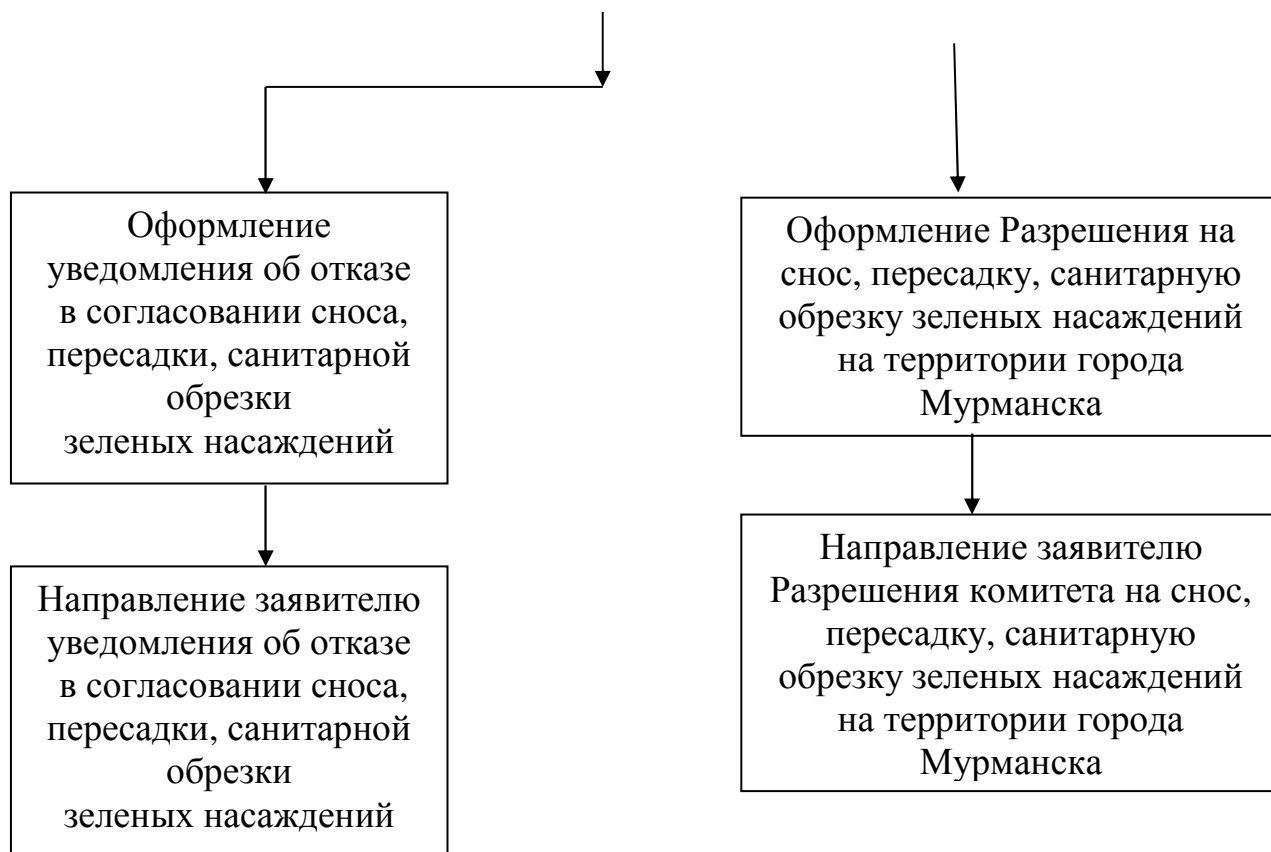 Оформление
уведомления об отказе
в согласовании сноса,
пересадки, санитарной
обрезки
зеленых насаждений
Направление заявителю
уведомления об отказе
в согласовании сноса,
пересадки, санитарной
обрезки
зеленых насаждений
Оформление Разрешения на
снос, пересадку, санитарную
обрезку зеленых насаждений
на территории города
Мурманска
Направление заявителю
Разрешения комитета на снос,
пересадку, санитарную
обрезку зеленых насаждений
на территории города
Мурманска